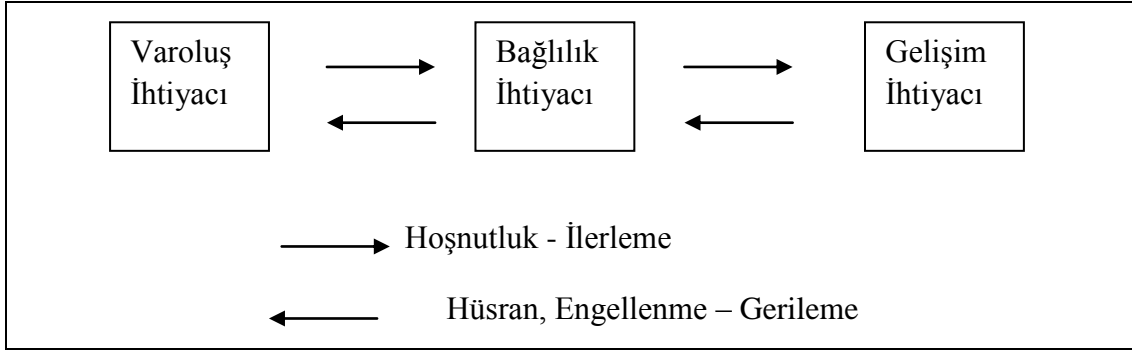 Varoluş
İhtiyacı
Bağlılık
İhtiyacı
Gelişim
İhtiyacı
Hoşnutluk - İlerleme
Hüsran, Engellenme – Gerileme